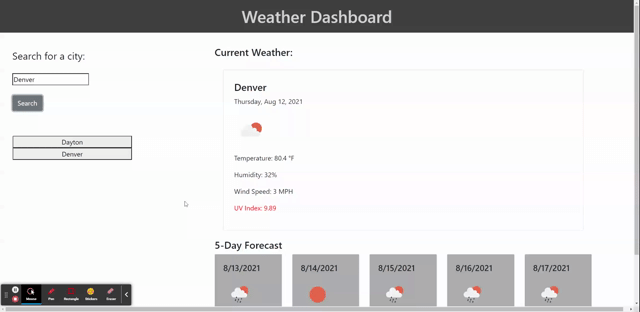 Weather Dashboard
Search for a city:
Denver
Search
Dayton
Denver
Current Weather:
Denver
Thursday, Aug 12, 2021
Temperature: 80.4 °F
Humidity: 32%
Wind Speed: 3 MPH
UV Index: 9.89
5-Day Forecast
8/13/2021
8/14/2021
8/15/2021
8/16/2021
8/17/2021
Mouse
Pen
Rectangle
Stickers
Eraser